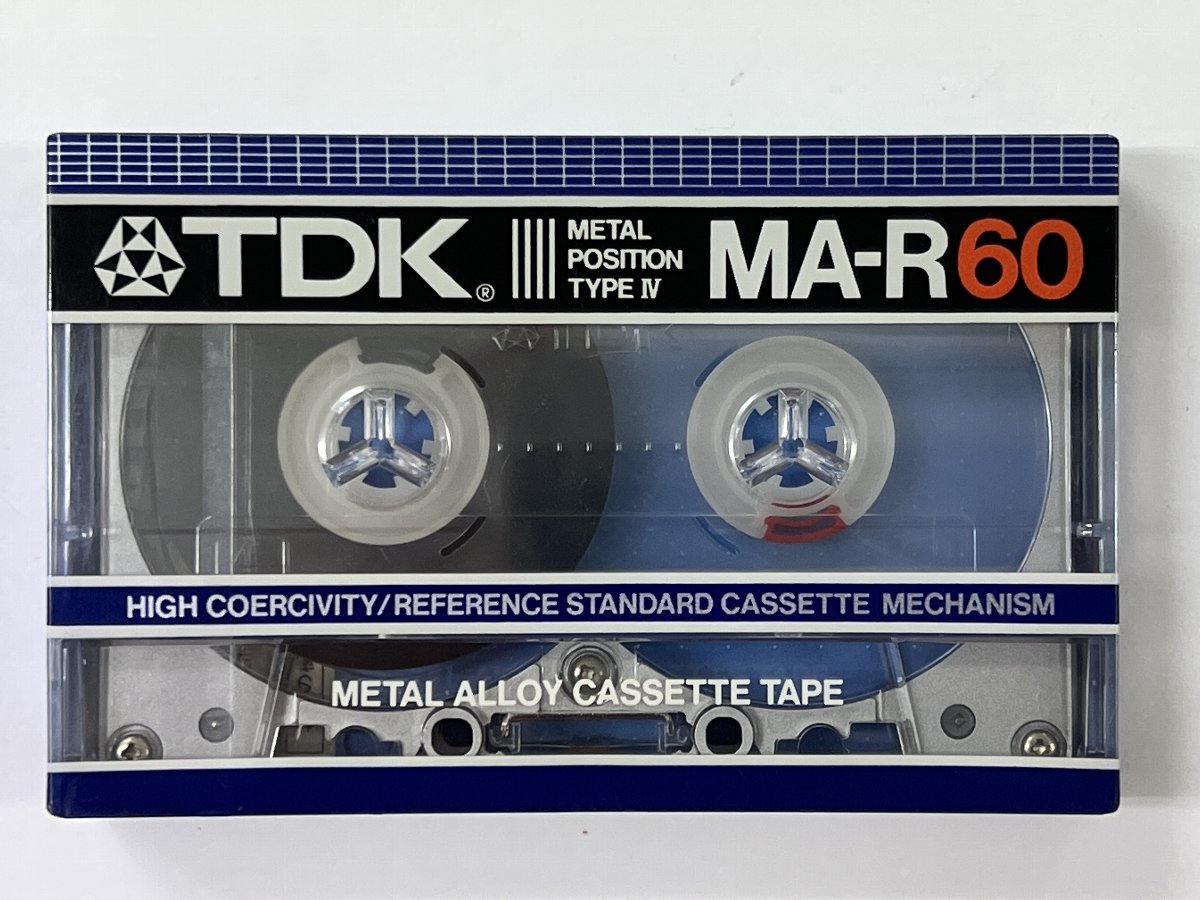 TDK®
METAL
POSITION
TYPE IV
MA-R60
HIGH COERCIVITY/REFERENCE STANDARD CASSETTE MECHANISM
METAL ALLOY CASSETTE TAPE